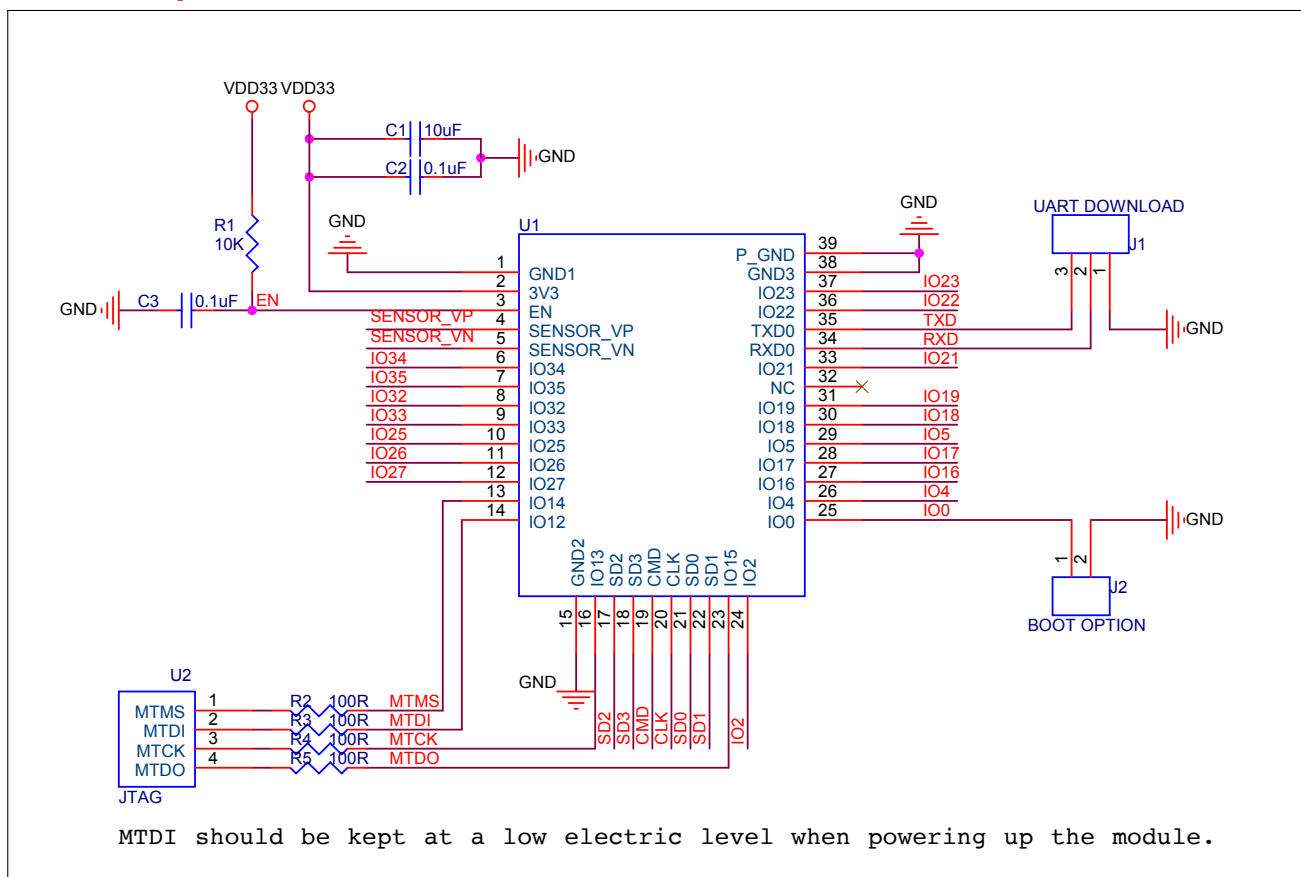 VDD33 VDD33
C1 10uF
C2 0.1uF
GND
R1
10K
GND
C3 0.1uF EN
GND
U1
1 GND1
2 3V3
3 EN
SENSOR_VP 4 SENSOR_VP
SENSOR_VN 5 SENSOR_VN
IO34 6 IO34
IO35 7 IO35
IO32 8 IO32
IO33 9 IO33
IO25 10 IO25
IO26 11 IO26
IO27 12 IO27
13 IO14
14 IO12
GND
P_GND 39
GND3 38
IO23 37 IO23
IO22 36 IO22
TXD0 35 TXD
RXD0 34 RXD
IO21 33 IO21
NC 32
IO19 31 IO19
IO18 30 IO18
IO5 29 IO5
IO17 28 IO17
IO16 27 IO16
IO4 26 IO4
IO0 25 IO0
UART DOWNLOAD
J1
3 2 1
GND
GND
1 2
J2
BOOT OPTION
GND2 IO13 SD2 SD3 CMD CLK SD0 SD1 IO15 IO2
15 16 17 18 19 20 21 22 23 24
GND
SD2 SD3 CMD CLK SD0 SD1 IO2
U2
MTMS 1 R2 100R MTMS
MTDI 2 R3 100R MTDI
MTCK 3 R4 100R MTCK
MTDO 4 R5 100R MTDO
JTAG
MTDI should be kept at a low electric level when powering up the module.